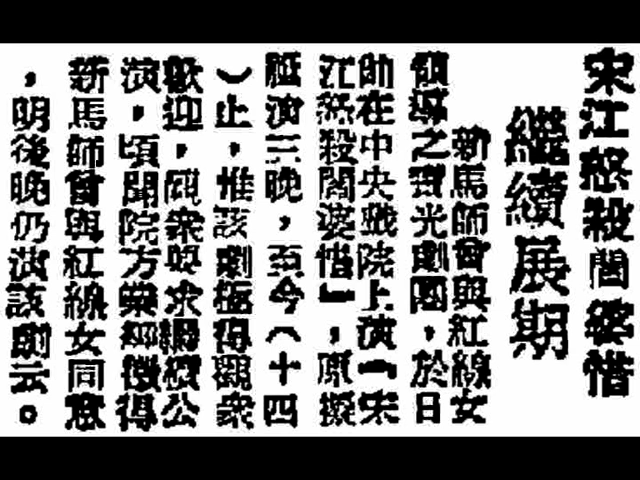 宋江怒殺閻婆惜
繼續展期
新馬師曾與紅線女
領導之寶光劇團，於日
前在中央戲院上演「宋
江怒殺閻婆惜」，原擬
祗演三晚，至今（十四
）止，惟該劇極得觀衆
歡迎，同衆要求繼續公
演，頃聞院方業經徵得
新馬師曾與紅線女同意
，明後晚仍演該劇云。